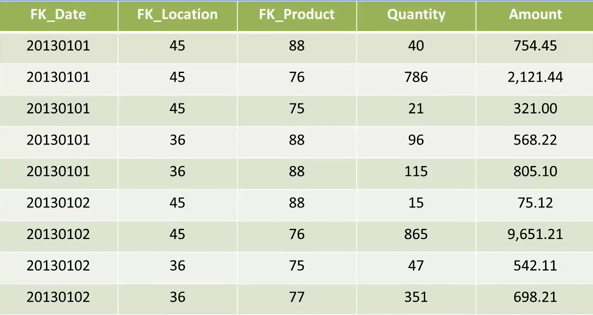 FK_Date FK_Location FK_Product Quantity Amount
20130101 45 88 40 754.45
20130101 45 76 786 2,121.44
20130101 45 75 21 321.00
20130101 36 88 96 568.22
20130101 36 88 115 805.10
20130102 45 88 15 75.12
20130102 45 76 865 9,651.21
20130102 36 75 47 542.11
20130102 36 77 351 698.21